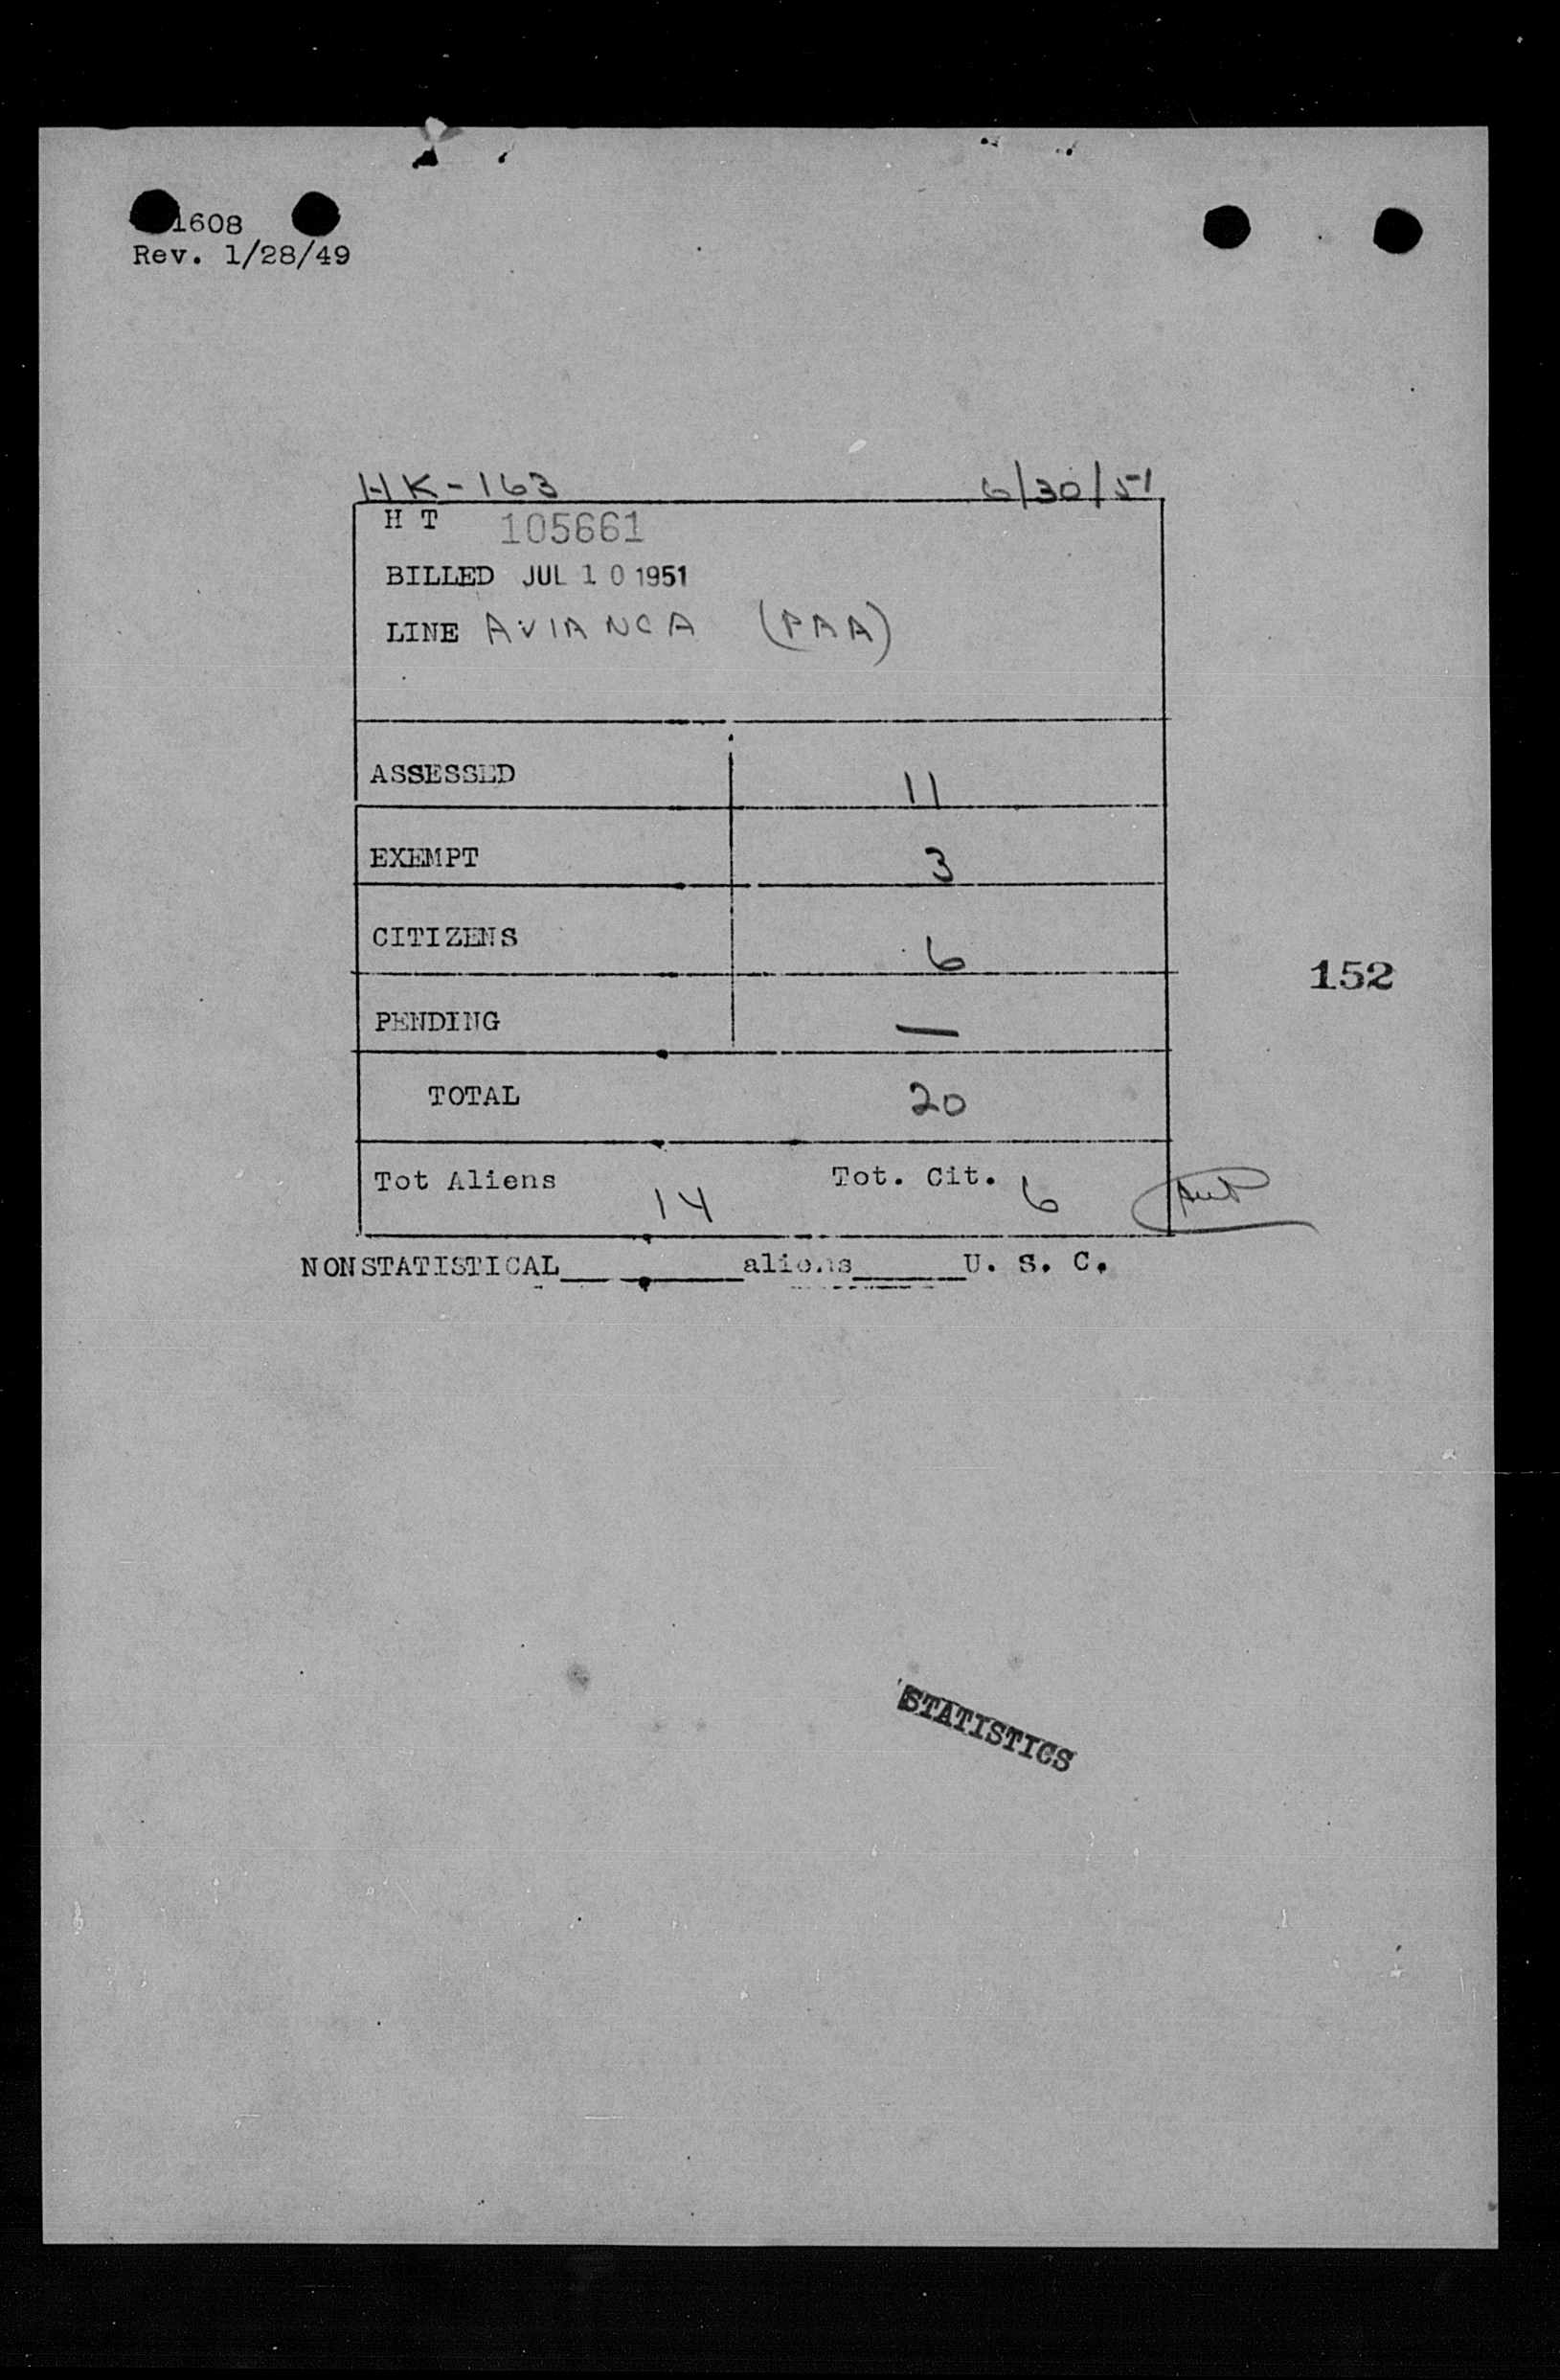 1608
Rev. 1/28/49
HK-163 6/30/51
H T 105661
BILLED JUL 10 1951
LINE AVIANCA (PAA)
ASSESSED 11
EXEMPT 3
CITIZENS 6
152
PENDING —
TOTAL 20
Tot Aliens 14 Tot. Cit. 6
NONSTATISTICAL aliens U. S. C.
STATISTICS